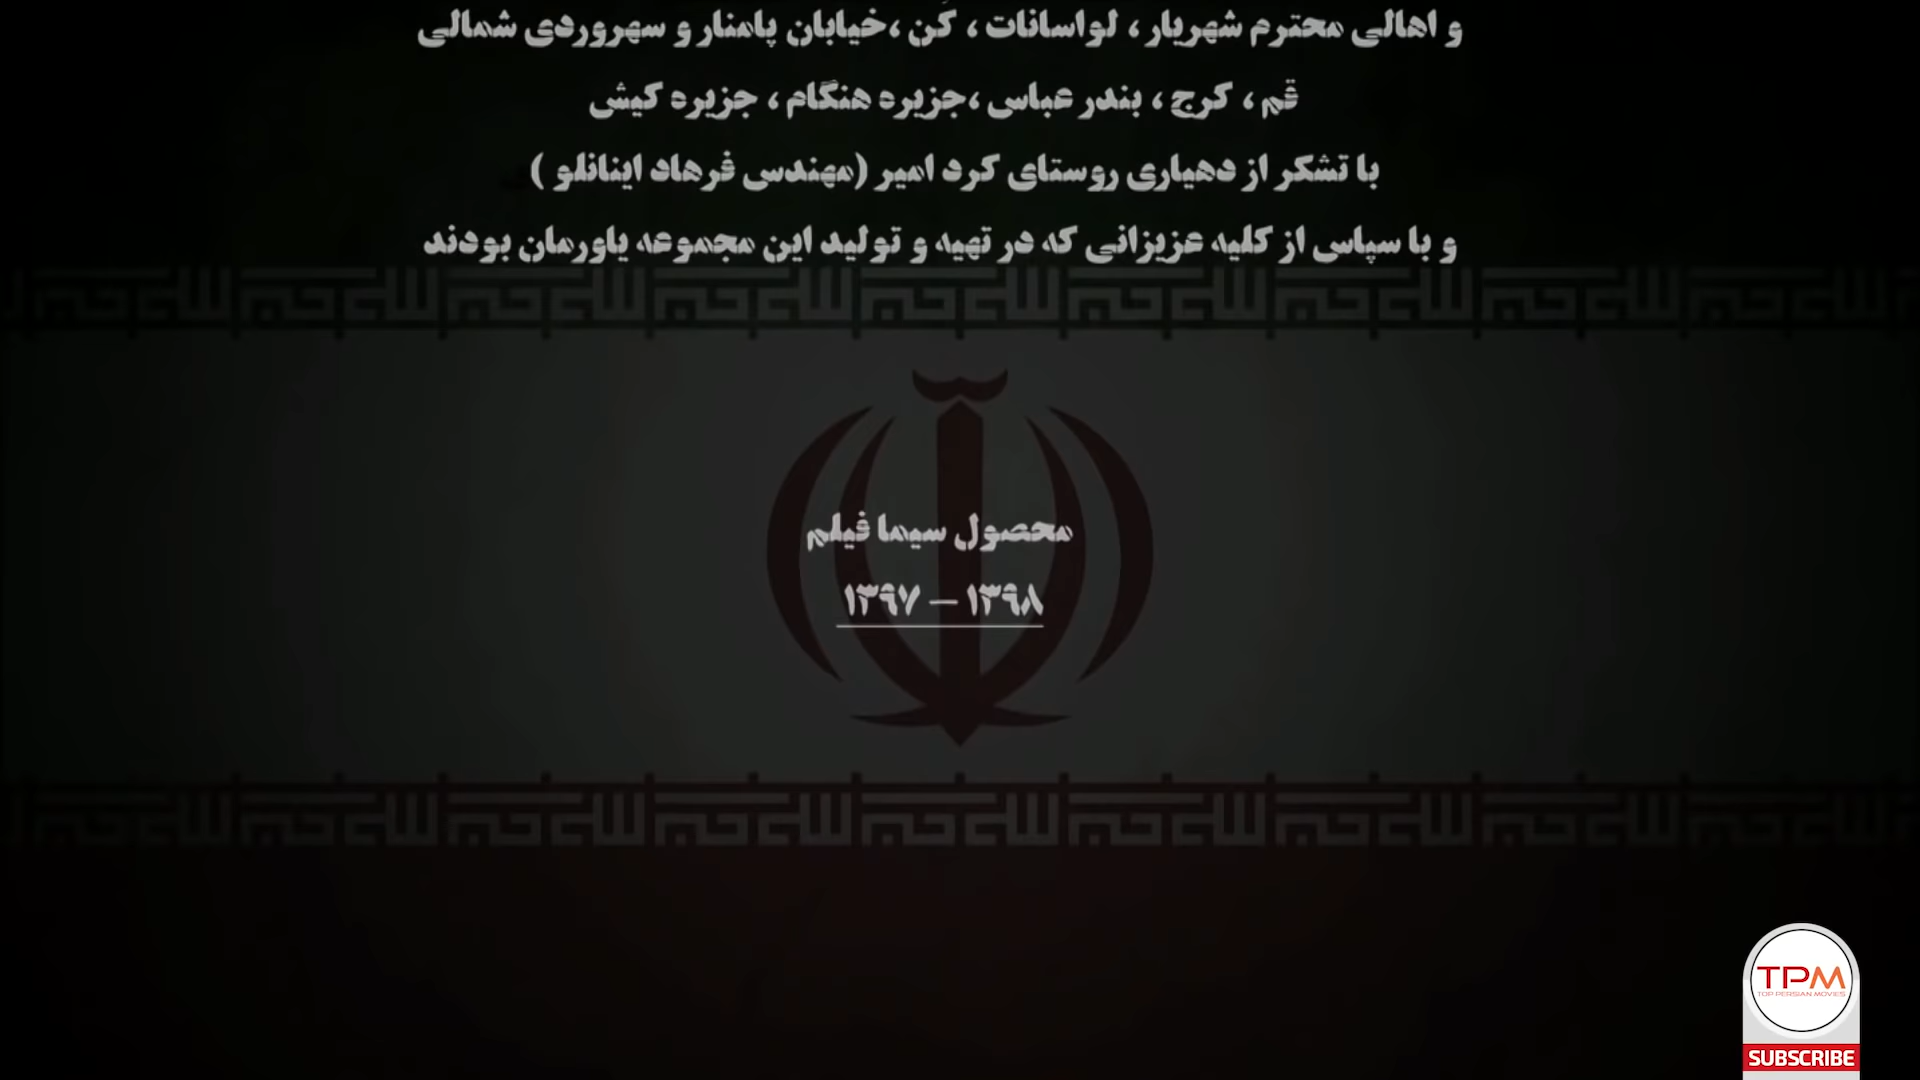 و اهالی محترم شهریار ، لواسانات ، کَن ،خیابان پامنار و سهروردی شمالی
قم ، کرج ، بندر عباس ،جزیره هنگام ، جزیره کیش
با تشکر از دهیاری روستای کرد امیر (مهندس فرهاد اینانلو )
و با سپاس از کلیه عزیزانی که در تهیه و تولید این مجموعه یاورمان بودند
محصول سیما فیلم
۱۳۹۷ – ۱۳۹۸
TPM
TOP PERSIAN MOVIES
SUBSCRIBE